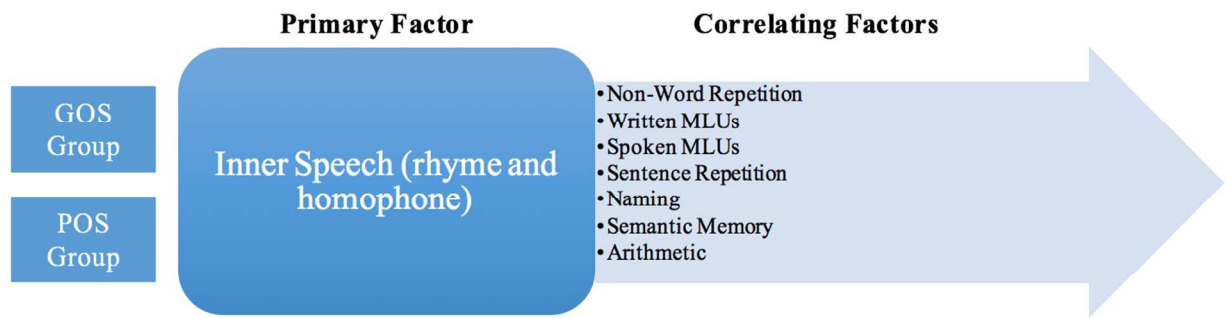 Primary Factor
Correlating Factors
GOS
Group
POS
Group
Inner Speech (rhyme and
homophone)
•Non-Word Repetition
•Written MLUs
•Spoken MLUs
•Sentence Repetition
•Naming
•Semantic Memory
•Arithmetic